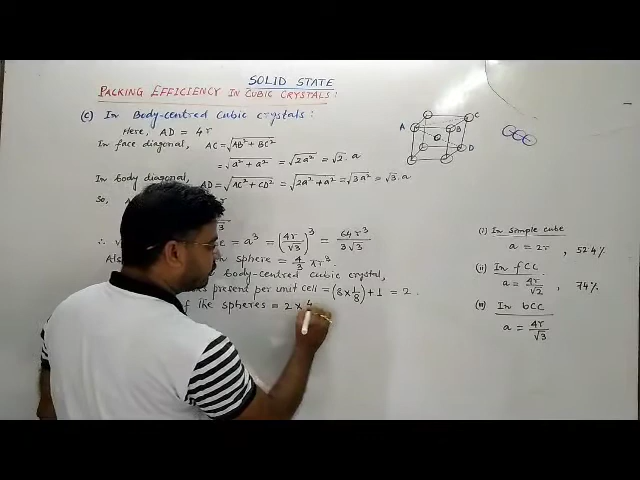 SOLID STATE
PACKING EFFICIENCY IN CUBIC CRYSTALS:
(c) In Body-centred cubic crystals:
Here, AD = 4r
In face diagonal, AC = √AB² + BC²
= √a² + a² = √2a² = √2. a
In body diagonal, AD = √AC² + CD² = √2a² + a² = √3a² = √3. a
So,
∴ = a³ = (4r/√3)³ = 64r³/3√3
sphere = 4/3 πr³
body-centred cubic crystal,
present per unit cell = (8 × 1/8) + 1 = 2.
the spheres = 2 × 4
A B C D
(i) In simple cube
a = 2r, 52.4%
(ii) In fCC
a = 4r/√2, 74%
(iii) In bCC
a = 4r/√3